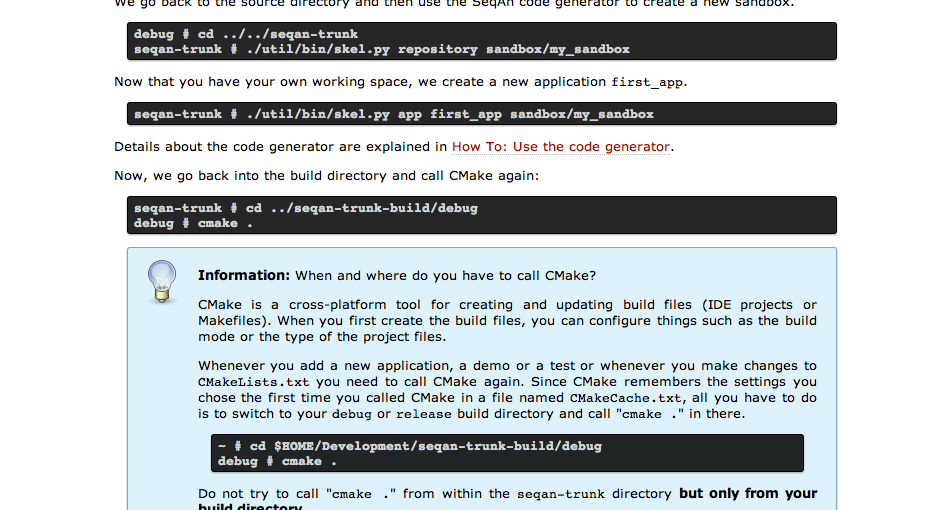 We go back to the source directory and then use the SeqAn code generator to create a new sandbox.
debug # cd ../../seqan-trunk
seqan-trunk # ./util/bin/skel.py repository sandbox/my_sandbox
Now that you have your own working space, we create a new application first_app.
seqan-trunk # ./util/bin/skel.py app first_app sandbox/my_sandbox
Details about the code generator are explained in How To: Use the code generator.
Now, we go back into the build directory and call CMake again:
seqan-trunk # cd ../seqan-trunk-build/debug
debug # cmake .
Information: When and where do you have to call CMake?
CMake is a cross-platform tool for creating and updating build files (IDE projects or
Makefiles). When you first create the build files, you can configure things such as the build
mode or the type of the project files.
Whenever you add a new application, a demo or a test or whenever you make changes to
CMakeLists.txt you need to call CMake again. Since CMake remembers the settings you
chose the first time you called CMake in a file named CMakeCache.txt, all you have to do
is to switch to your debug or release build directory and call "cmake ." in there.
~ # cd $HOME/Development/seqan-trunk-build/debug
debug # cmake .
Do not try to call "cmake ." from within the seqan-trunk directory but only from your
build directory.